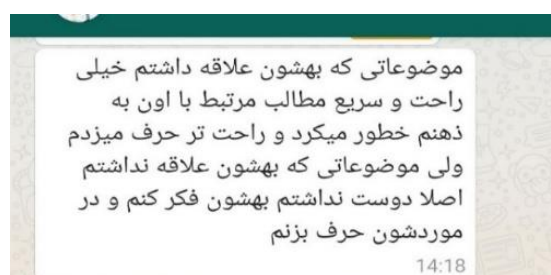 موضوعاتی که بهشون علاقه داشتم خیلی
راحت و سریع مطالب مرتبط با اون به
ذهنم خطور میکرد و راحت تر حرف میزدم
ولی موضوعاتی که بهشون علاقه نداشتم
اصلا دوست نداشتم بهشون فکر کنم و در
موردشون حرف بزنم
14:18